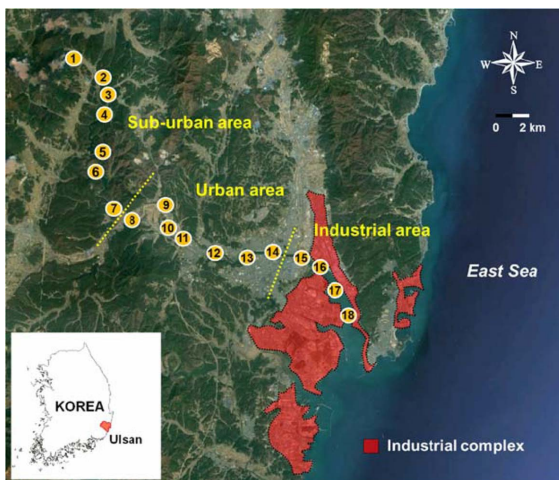 N
W E
S
0 2 km
1
2
3
4
Sub-urban area
5
6
Urban area
7
8
9
10
11
Industrial area
12
13
14
15
16
17
18
East Sea
KOREA
Ulsan
Industrial complex